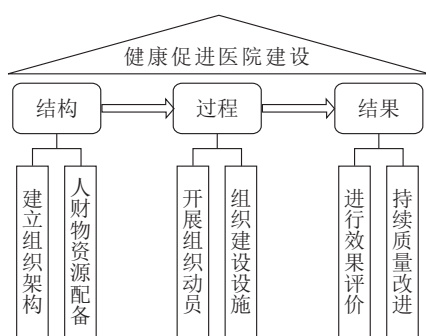 健康促进医院建设
结构
过程
结果
建立组织架构
人财物资源配备
开展组织动员
组织建设设施
进行效果评价
持续质量改进